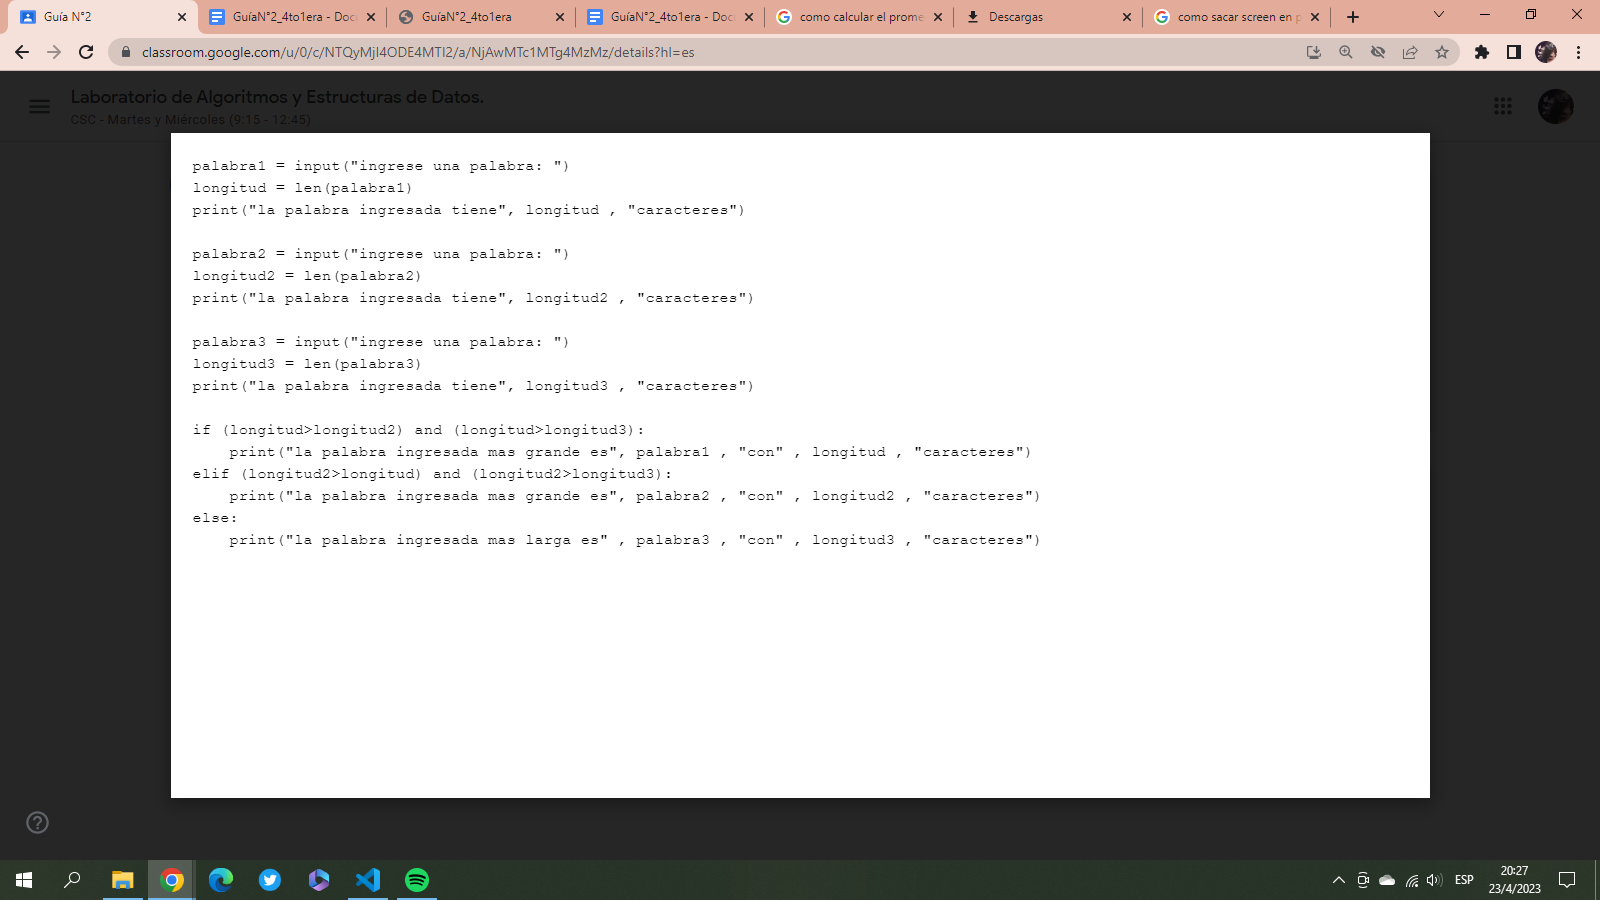 Guía N°2
GuíaN°2_4to1era - Doc
GuíaN°2_4to1era
GuíaN°2_4to1era - Doc
como calcular el prome
Descargas
como sacar screen en p
classroom.google.com/u/0/c/NTQyMjI4ODE4MTI2/a/NjAwMTc1MTg4MzMz/details?hl=es
Laboratorio de Algoritmos y Estructuras de Datos.
CSC - Martes y Miércoles (9:15 - 12:45)
palabra1 = input("ingrese una palabra: ")
longitud = len(palabra1)
print("la palabra ingresada tiene", longitud , "caracteres")
palabra2 = input("ingrese una palabra: ")
longitud2 = len(palabra2)
print("la palabra ingresada tiene", longitud2 , "caracteres")
palabra3 = input("ingrese una palabra: ")
longitud3 = len(palabra3)
print("la palabra ingresada tiene", longitud3 , "caracteres")
if (longitud>longitud2) and (longitud>longitud3):
    print("la palabra ingresada mas grande es", palabra1 , "con" , longitud , "caracteres")
elif (longitud2>longitud) and (longitud2>longitud3):
    print("la palabra ingresada mas grande es", palabra2 , "con" , longitud2 , "caracteres")
else:
    print("la palabra ingresada mas larga es" , palabra3 , "con" , longitud3 , "caracteres")
ESP
20:27
23/4/2023